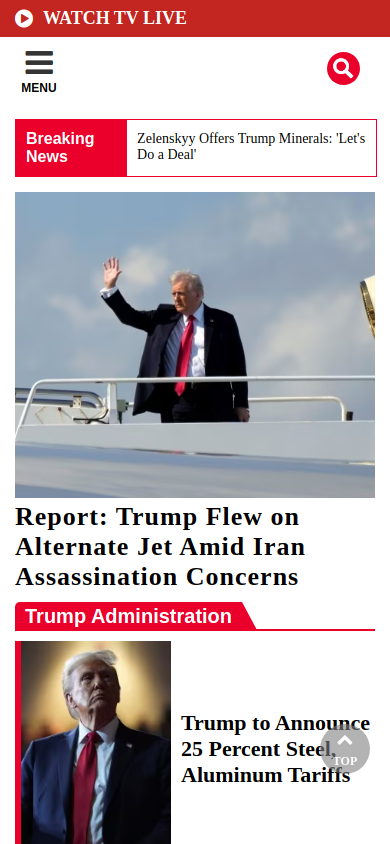 WATCH TV LIVE
MENU
Breaking
News
Zelenskyy Offers Trump Minerals: 'Let's
Do a Deal'
Report: Trump Flew on
Alternate Jet Amid Iran
Assassination Concerns
Trump Administration
Trump to Announce
25 Percent Steel,
Aluminum Tariffs
TOP